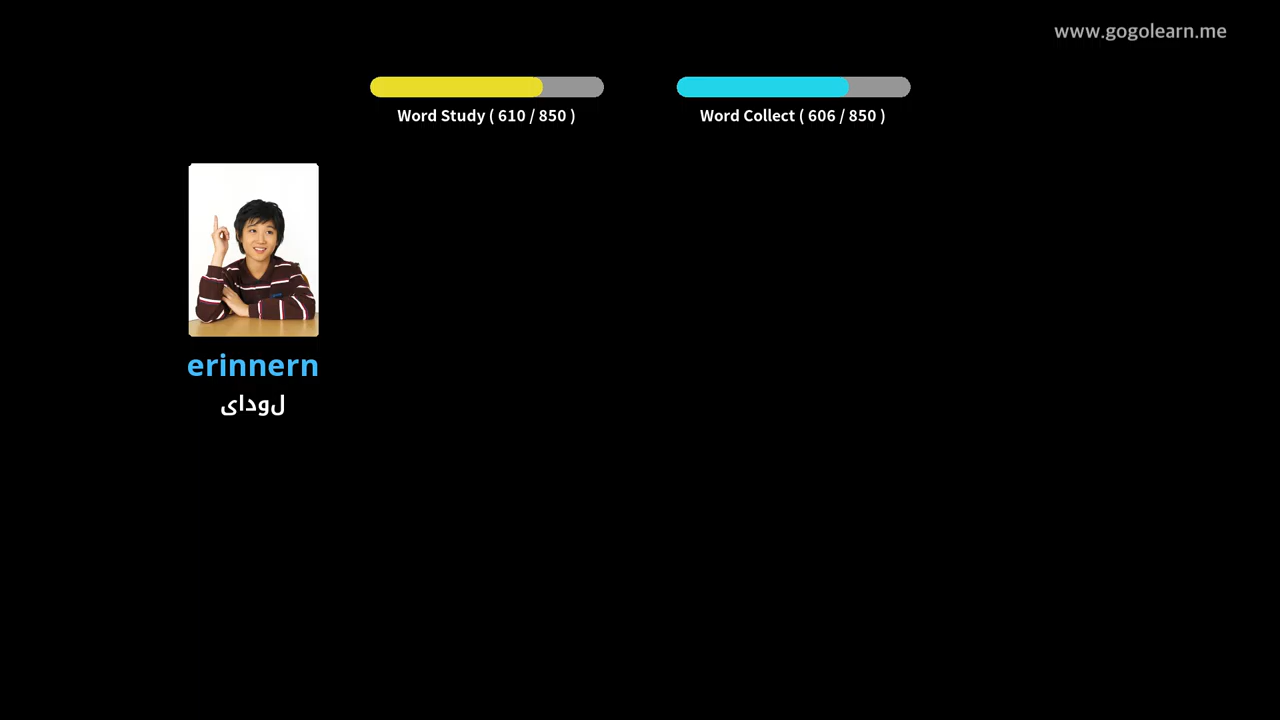 www.gogolearn.me
Word Study ( 610 / 850 )
Word Collect ( 606 / 850 )
erinnern
لودای